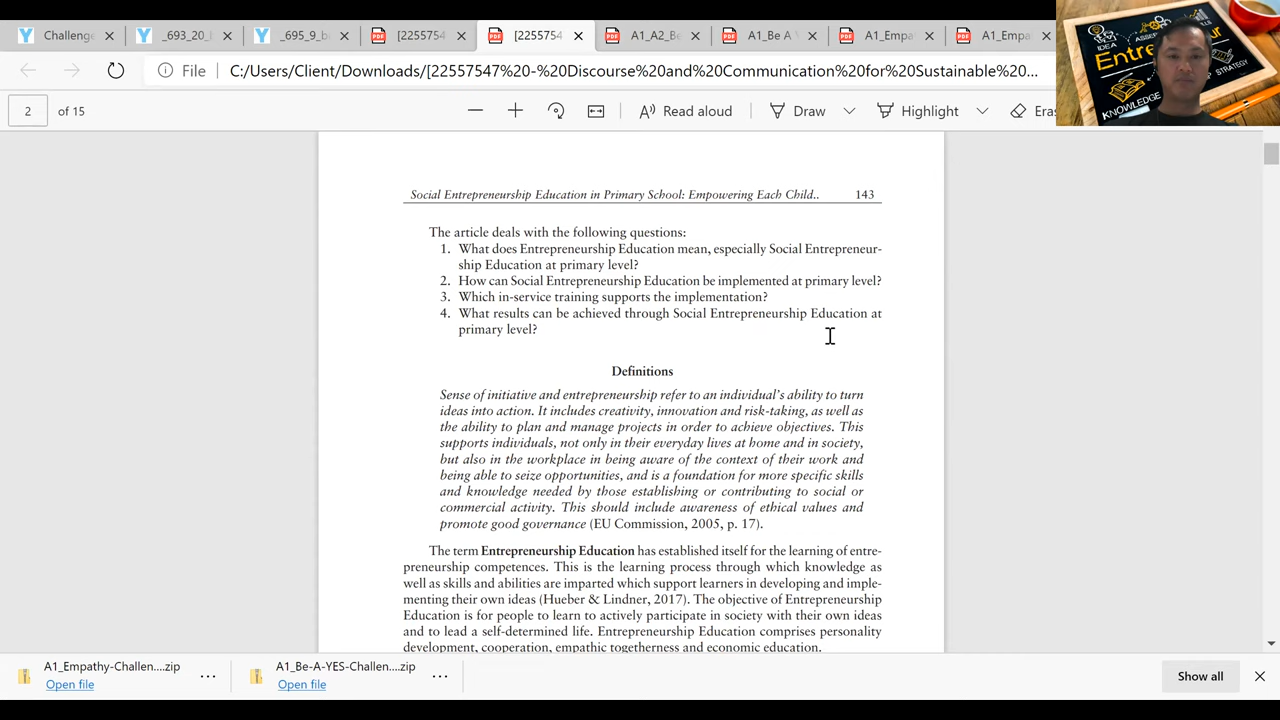 Challenge
_693_20_
_695_9_b
[2255754
[2255754
A1_A2_Be
A1_Be A Y
A1_Empa
A1_Empa
File
C:/Users/Client/Downloads/[22557547%20-%20Discourse%20and%20Communication%20for%20Sustainable%20...
2 of 15
Read aloud
Draw
Highlight
Eras
IDEA
Entre
ur
STRATEGY
KNOWLEDGE
Social Entrepreneurship Education in Primary School: Empowering Each Child.. 143
The article deals with the following questions:
1. What does Entrepreneurship Education mean, especially Social Entrepreneur-
ship Education at primary level?
2. How can Social Entrepreneurship Education be implemented at primary level?
3. Which in-service training supports the implementation?
4. What results can be achieved through Social Entrepreneurship Education at
primary level?
Definitions
Sense of initiative and entrepreneurship refer to an individual's ability to turn
ideas into action. It includes creativity, innovation and risk-taking, as well as
the ability to plan and manage projects in order to achieve objectives. This
supports individuals, not only in their everyday lives at home and in society,
but also in the workplace in being aware of the context of their work and
being able to seize opportunities, and is a foundation for more specific skills
and knowledge needed by those establishing or contributing to social or
commercial activity. This should include awareness of ethical values and
promote good governance (EU Commission, 2005, p. 17).
The term Entrepreneurship Education has established itself for the learning of entre-
preneurship competences. This is the learning process through which knowledge as
well as skills and abilities are imparted which support learners in developing and imple-
menting their own ideas (Hueber & Lindner, 2017). The objective of Entrepreneurship
Education is for people to learn to actively participate in society with their own ideas
and to lead a self-determined life. Entrepreneurship Education comprises personality
development, cooperation, empathic togetherness and economic education.
A1_Empathy-Challen....zip
Open file
A1_Be-A-YES-Challen....zip
Open file
Show all